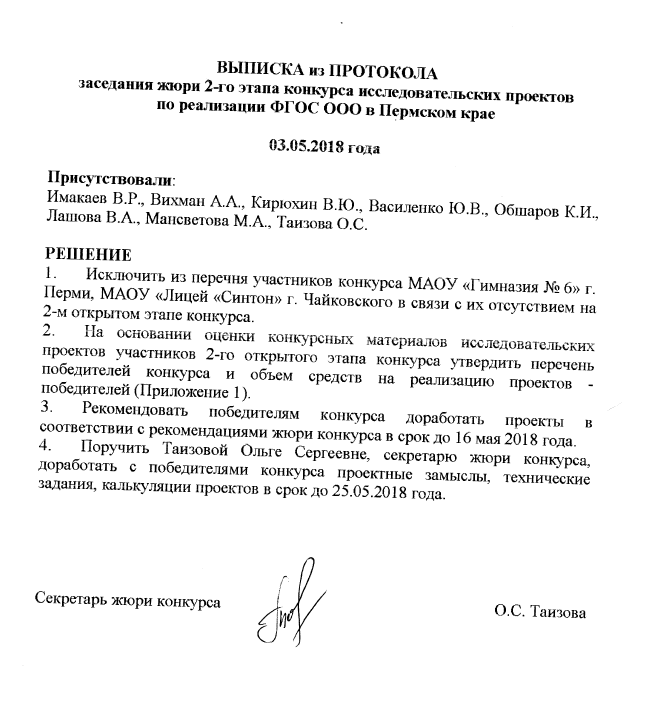 ВЫПИСКА из ПРОТОКОЛА
заседания жюри 2-го этапа конкурса исследовательских проектов
по реализации ФГОС ООО в Пермском крае
03.05.2018 года
Присутствовали:
Имакаев В.Р., Вихман А.А., Кирюхин В.Ю., Василенко Ю.В., Обшаров К.И.,
Лашова В.А., Мансветова М.А., Таизова О.С.
РЕШЕНИЕ
1. Исключить из перечня участников конкурса МАОУ «Гимназия № 6» г.
Перми, МАОУ «Лицей «Синтон» г. Чайковского в связи с их отсутствием на
2-м открытом этапе конкурса.
2. На основании оценки конкурсных материалов исследовательских
проектов участников 2-го открытого этапа конкурса утвердить перечень
победителей конкурса и объем средств на реализацию проектов -
победителей (Приложение 1).
3. Рекомендовать победителям конкурса доработать проекты в
соответствии с рекомендациями жюри конкурса в срок до 16 мая 2018 года.
4. Поручить Таизовой Ольге Сергеевне, секретарю жюри конкурса,
доработать с победителями конкурса проектные замыслы, технические
задания, калькуляции проектов в срок до 25.05.2018 года.
Секретарь жюри конкурса О.С. Таизова